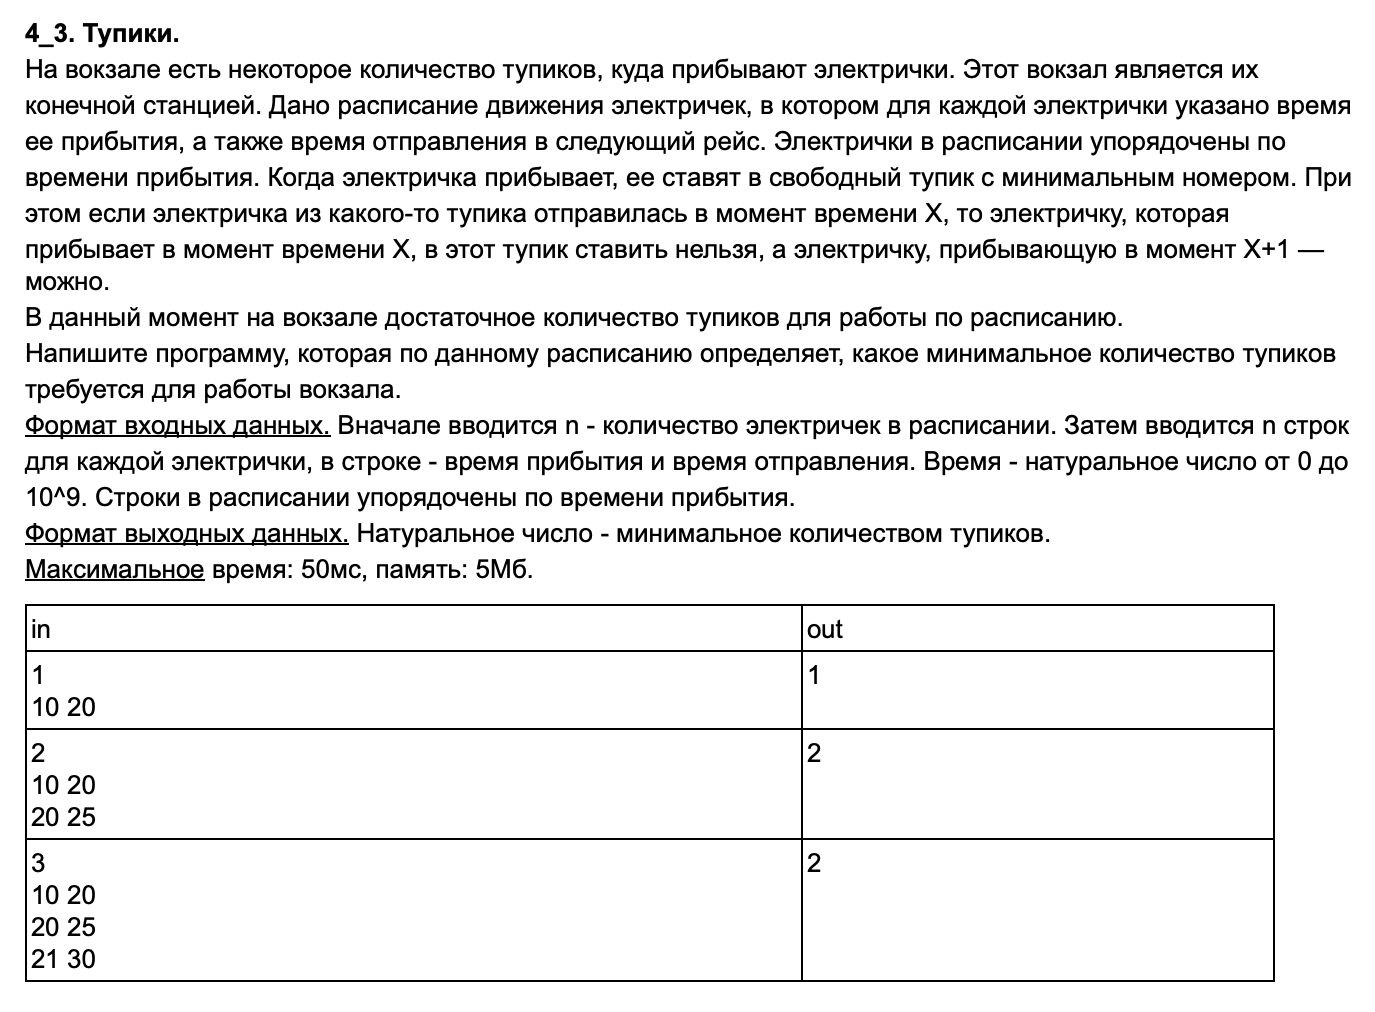 4_3. Тупики.
На вокзале есть некоторое количество тупиков, куда прибывают электрички. Этот вокзал является их
конечной станцией. Дано расписание движения электричек, в котором для каждой электрички указано время
ее прибытия, а также время отправления в следующий рейс. Электрички в расписании упорядочены по
времени прибытия. Когда электричка прибывает, ее ставят в свободный тупик с минимальным номером. При
этом если электричка из какого-то тупика отправилась в момент времени X, то электричку, которая
прибывает в момент времени X, в этот тупик ставить нельзя, а электричку, прибывающую в момент X+1 —
можно.
В данный момент на вокзале достаточное количество тупиков для работы по расписанию.
Напишите программу, которая по данному расписанию определяет, какое минимальное количество тупиков
требуется для работы вокзала.
Формат входных данных. Вначале вводится n - количество электричек в расписании. Затем вводится n строк
для каждой электрички, в строке - время прибытия и время отправления. Время - натуральное число от 0 до
10^9. Строки в расписании упорядочены по времени прибытия.
Формат выходных данных. Натуральное число - минимальное количеством тупиков.
Максимальное время: 50мс, память: 5Мб.
in out
1 1
10 20
2 2
10 20
20 25
3 2
10 20
20 25
21 30